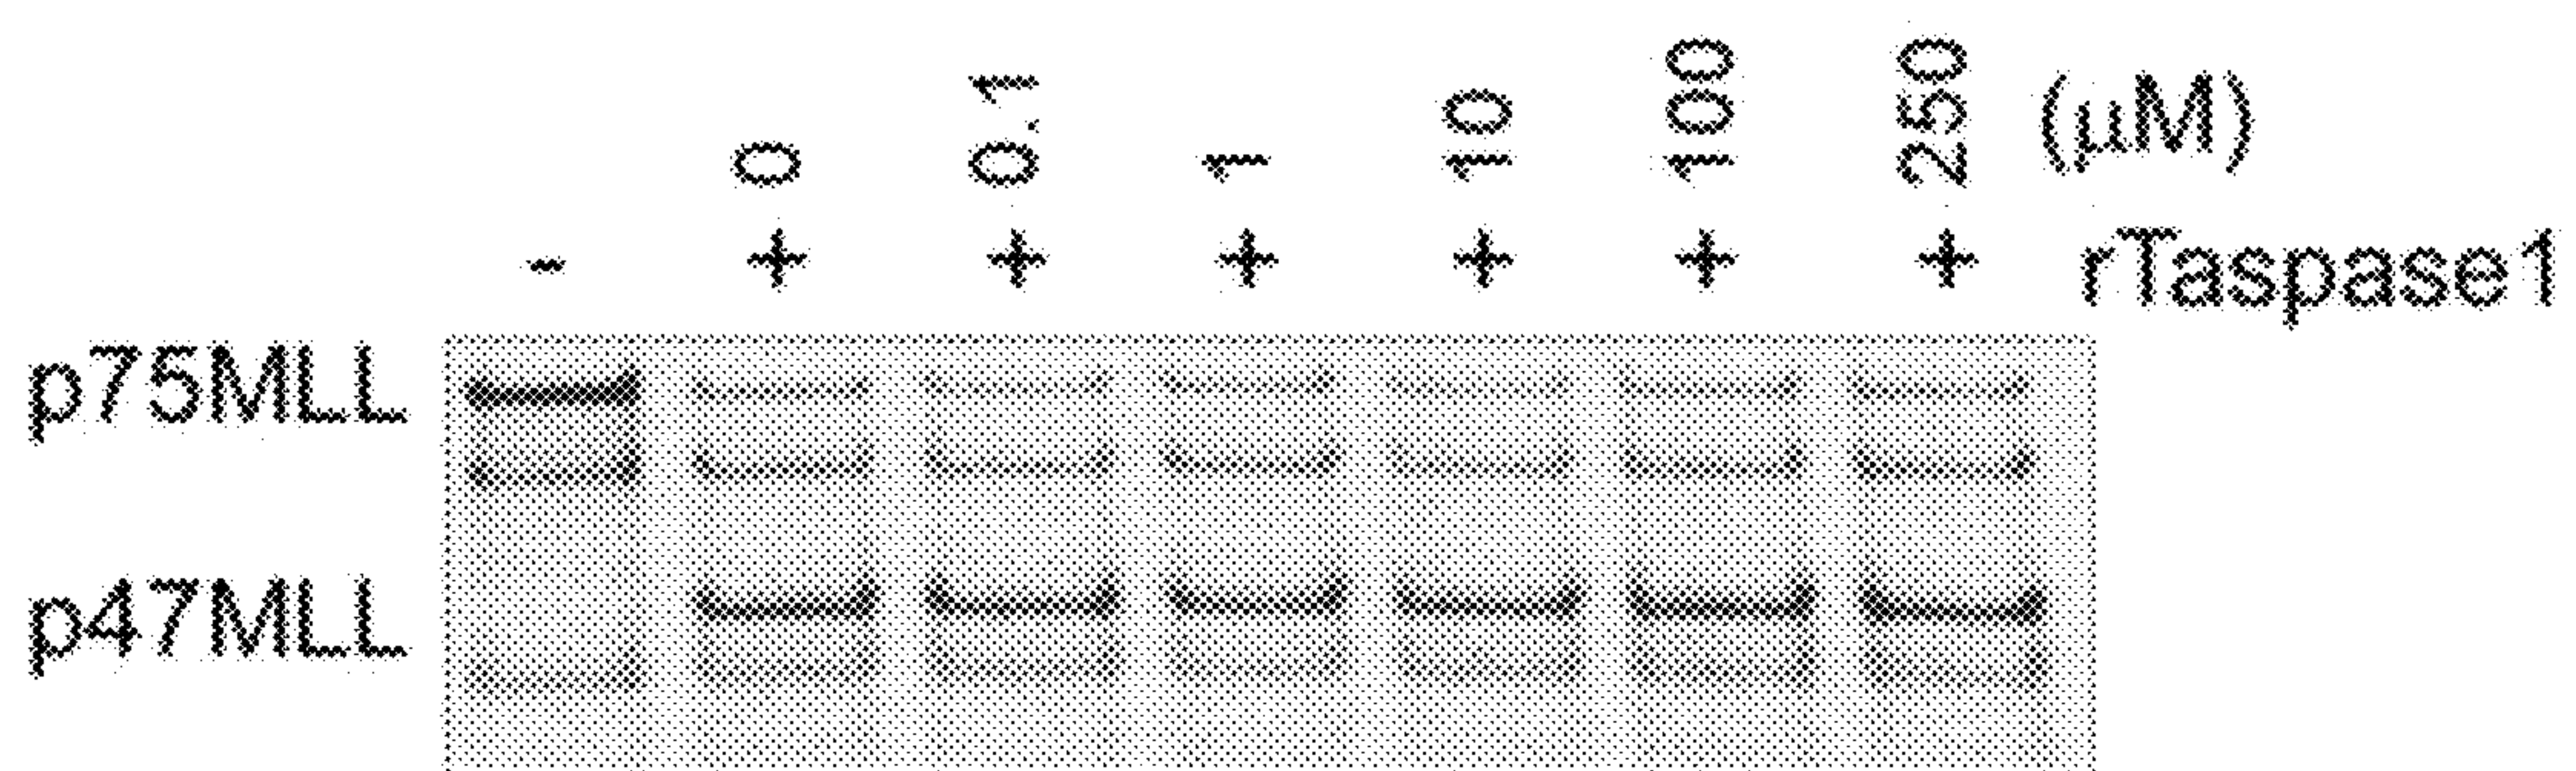 0 0.1 1 10 100 250 (µM)
- + + + + + + rTaspase1
p75MLL
p47MLL